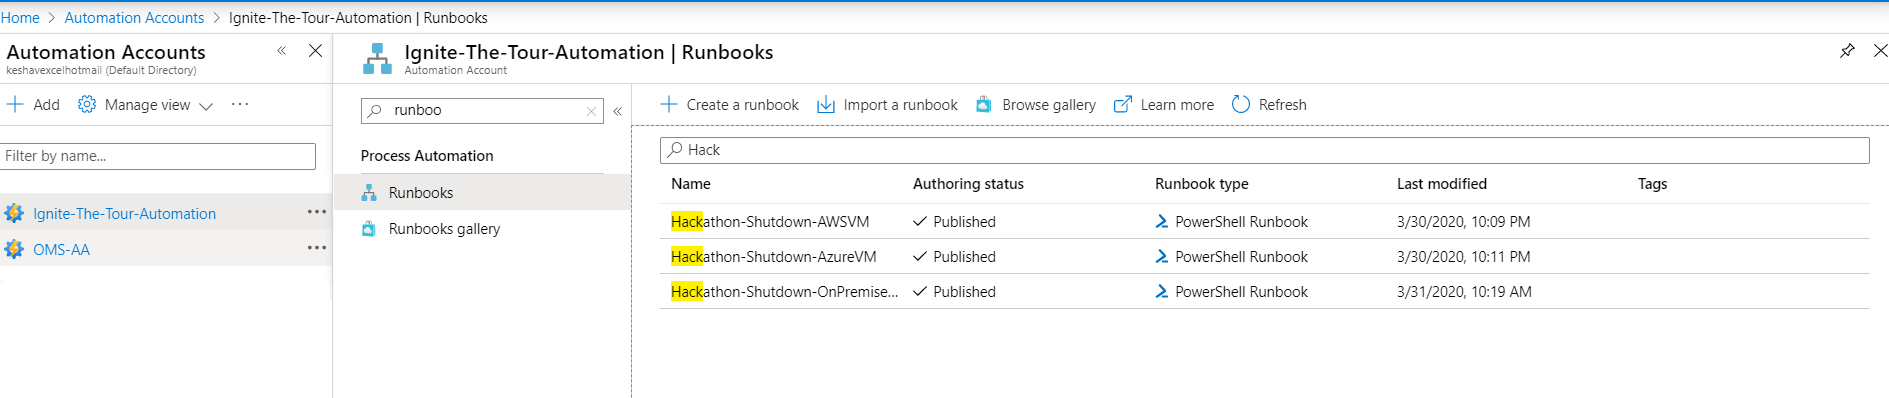 Home > Automation Accounts > Ignite-The-Tour-Automation | Runbooks
Automation Accounts
keshavexcelhotmail (Default Directory)
Add Manage view ...
Filter by name...
Ignite-The-Tour-Automation ...
OMS-AA ...
Ignite-The-Tour-Automation | Runbooks
Automation Account
runboo
Process Automation
Runbooks
Runbooks gallery
Create a runbook Import a runbook Browse gallery Learn more Refresh
Hack
Name Authoring status Runbook type Last modified Tags
Hackathon-Shutdown-AWSVM Published PowerShell Runbook 3/30/2020, 10:09 PM
Hackathon-Shutdown-AzureVM Published PowerShell Runbook 3/30/2020, 10:11 PM
Hackathon-Shutdown-OnPremise... Published PowerShell Runbook 3/31/2020, 10:19 AM